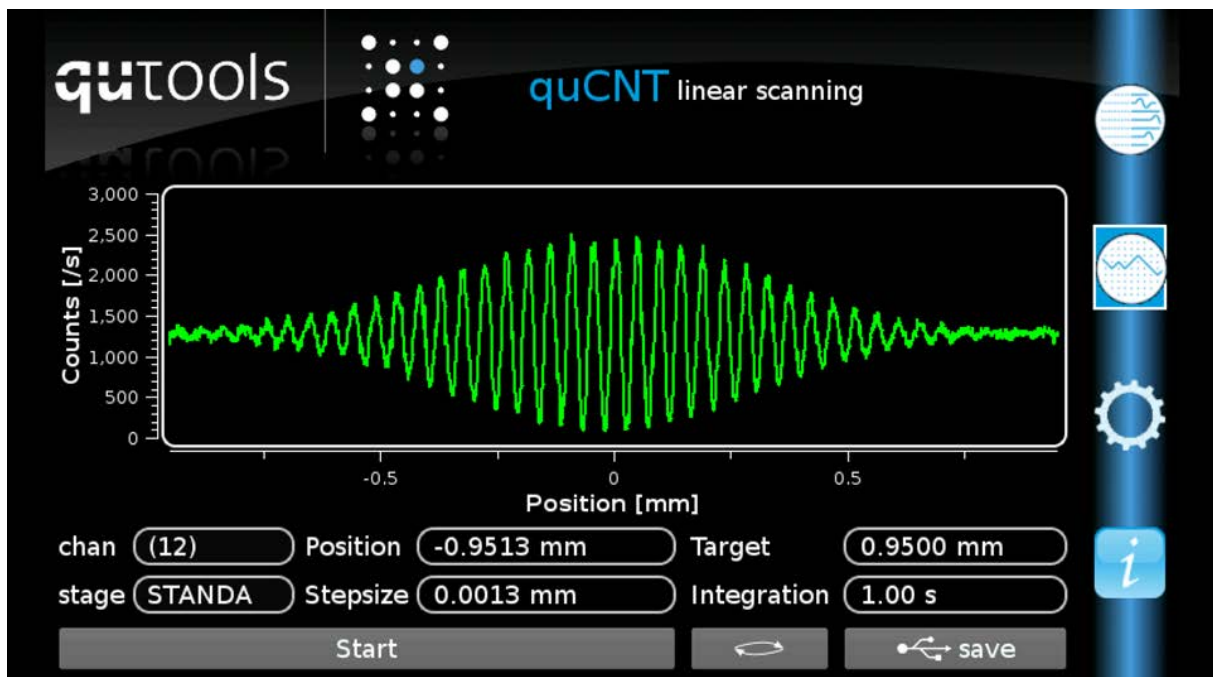 qutools
quCNT linear scanning
3,000
2,500
2,000
1,500
1,000
500
0
Counts [/s]
-0.5 0 0.5
Position [mm]
chan (12) Position -0.9513 mm Target 0.9500 mm
stage STANDA Stepsize 0.0013 mm Integration 1.00 s
Start save
i